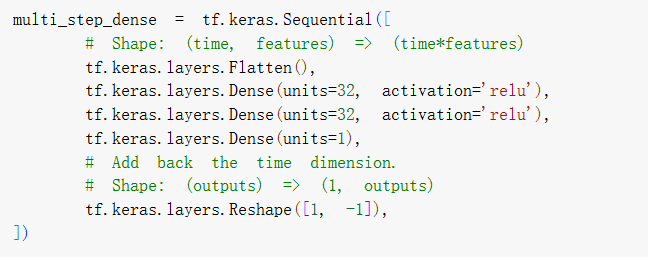 multi_step_dense = tf.keras.Sequential([
# Shape: (time, features) => (time*features)
tf.keras.layers.Flatten(),
tf.keras.layers.Dense(units=32, activation='relu'),
tf.keras.layers.Dense(units=32, activation='relu'),
tf.keras.layers.Dense(units=1),
# Add back the time dimension.
# Shape: (outputs) => (1, outputs)
tf.keras.layers.Reshape([1, -1]),
])